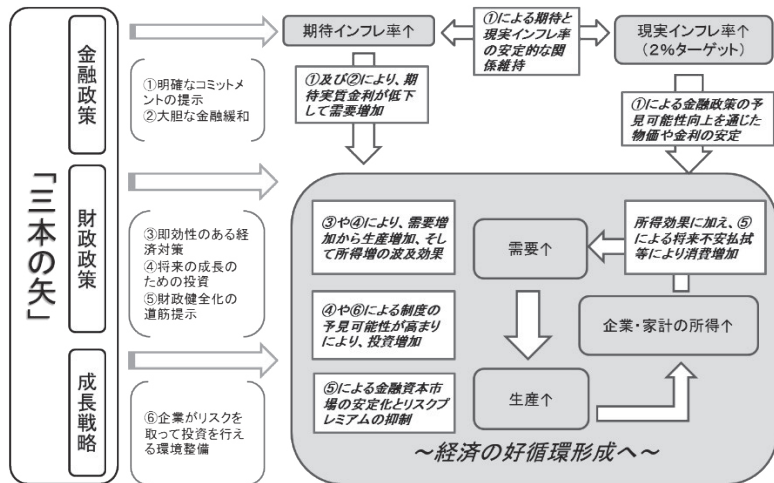 「三本の矢」
金融政策
①明確なコミットメ
ントの提示
②大胆な金融緩和
財政政策
③即効性のある経
済対策
④将来の成長の
ための投資
⑤財政健全化の
道筋提示
成長戦略
⑥企業がリスクを
取って投資を行え
る環境整備
期待インフレ率↑
①による期待と
現実インフレ率
の安定的な関
係維持
現実インフレ率↑
（2％ターゲット）
①及び②により、期
待実質金利が低下
して需要増加
①による金融政策の予
見可能性向上を通じた
物価や金利の安定
③や④により、需要増
加から生産増加、そし
て所得増の波及効果
④や⑥による制度の
予見可能性が高まり
により、投資増加
⑤による金融資本市
場の安定化とリスクプ
レミアムの抑制
需要↑
所得効果に加え、⑤
による将来不安払拭
等により消費増加
企業・家計の所得↑
生産↑
～経済の好循環形成へ～